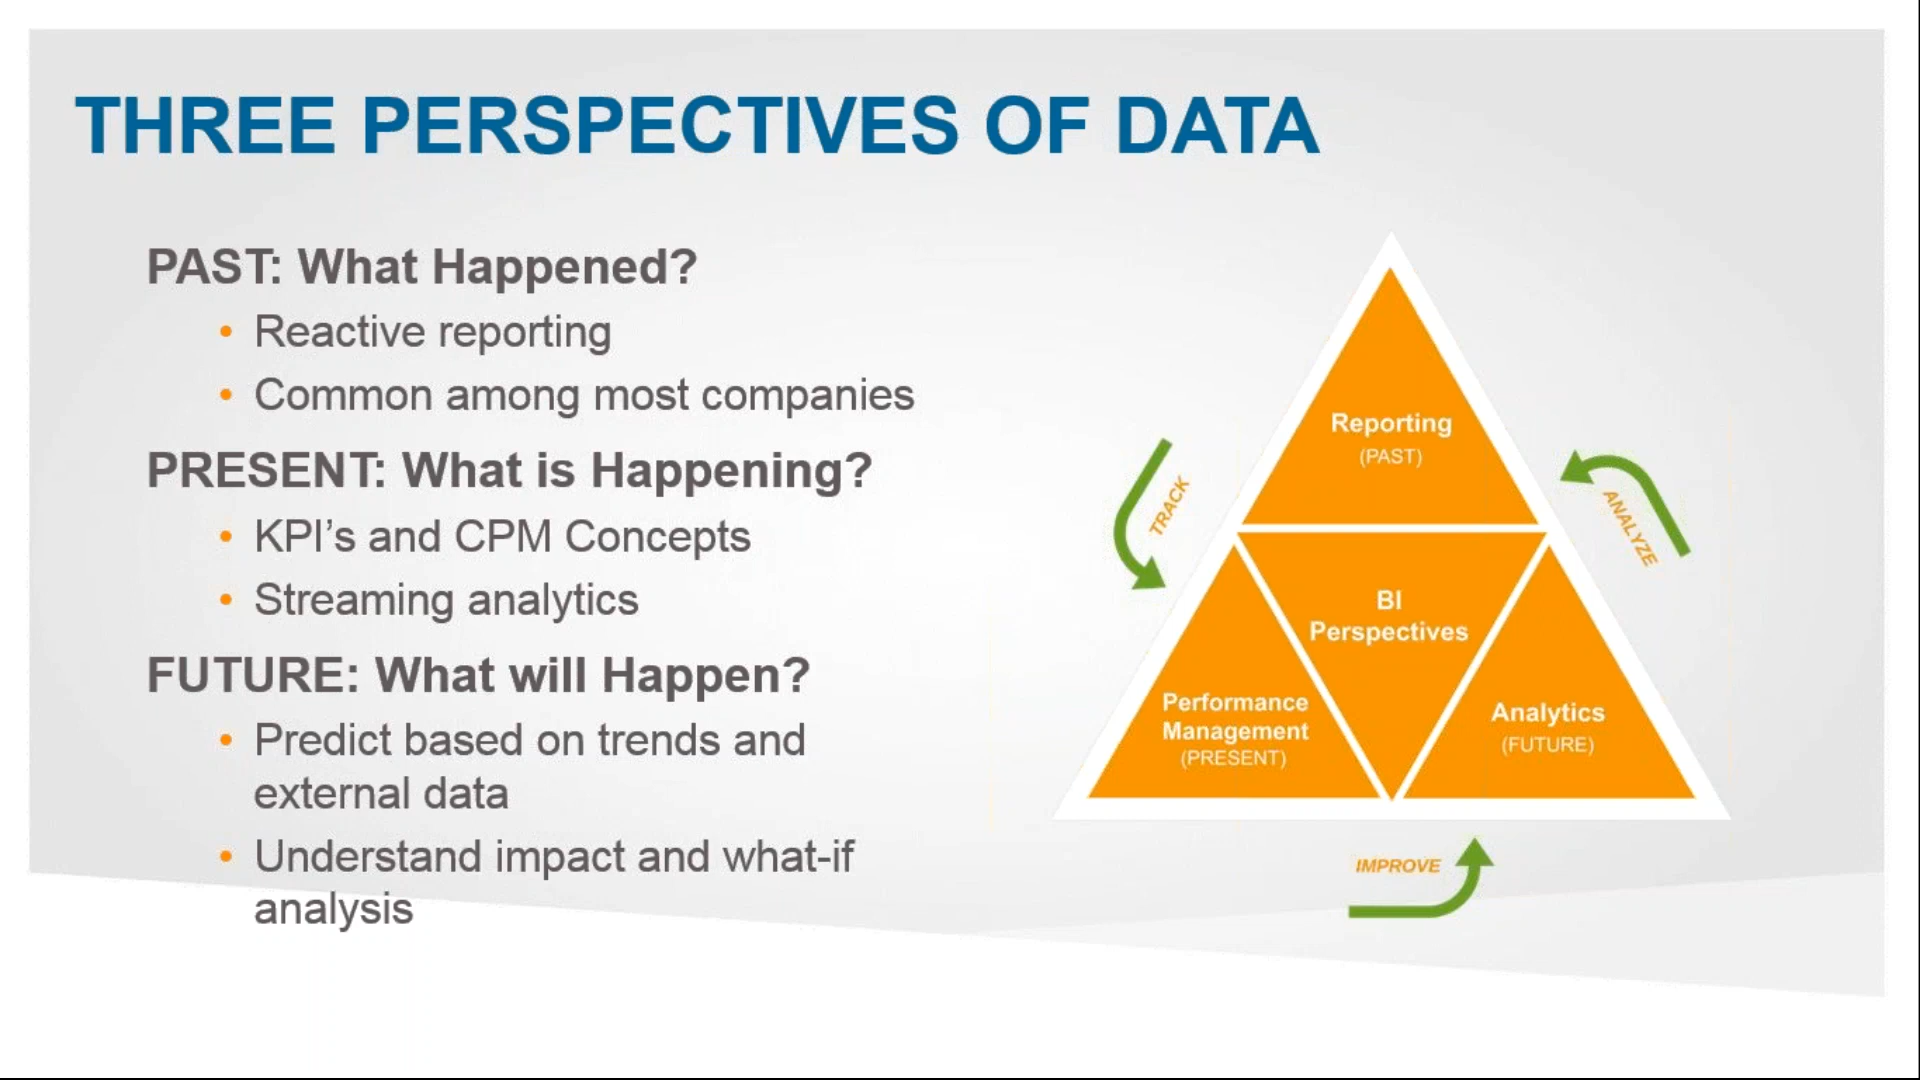 THREE PERSPECTIVES OF DATA
PAST: What Happened?
• Reactive reporting
• Common among most companies
PRESENT: What is Happening?
• KPI’s and CPM Concepts
• Streaming analytics
FUTURE: What will Happen?
• Predict based on trends and
external data
• Understand impact and what-if
analysis
Reporting
(PAST)
TRACK
ANALYZE
BI
Perspectives
Performance
Management
(PRESENT)
Analytics
(FUTURE)
IMPROVE